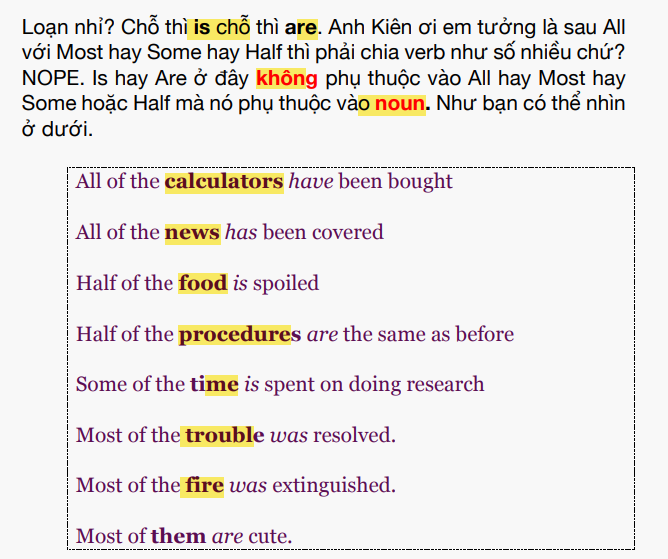 Loạn nhỉ? Chỗ thì is chỗ thì are. Anh Kiên ơi em tưởng là sau All
với Most hay Some hay Half thì phải chia verb như số nhiều chứ?
NOPE. Is hay Are ở đây không phụ thuộc vào All hay Most hay
Some hoặc Half mà nó phụ thuộc vào noun. Như bạn có thể nhìn
ở dưới.
All of the calculators have been bought
All of the news has been covered
Half of the food is spoiled
Half of the procedures are the same as before
Some of the time is spent on doing research
Most of the trouble was resolved.
Most of the fire was extinguished.
Most of them are cute.